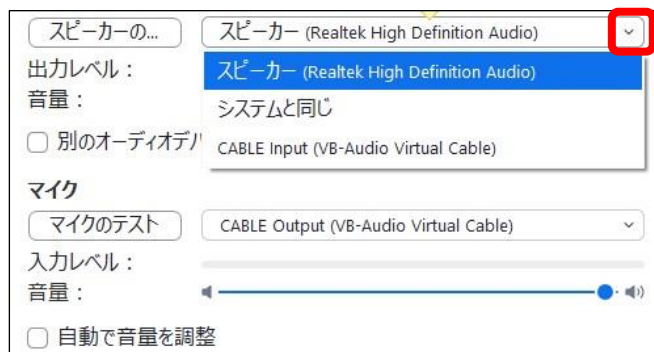 スピーカーの... スピーカー (Realtek High Definition Audio)
出力レベル： スピーカー (Realtek High Definition Audio)
音量： システムと同じ
別のオーディオデバ CABLE Input (VB-Audio Virtual Cable)
マイク
マイクのテスト CABLE Output (VB-Audio Virtual Cable)
入力レベル：
音量：
自動で音量を調整